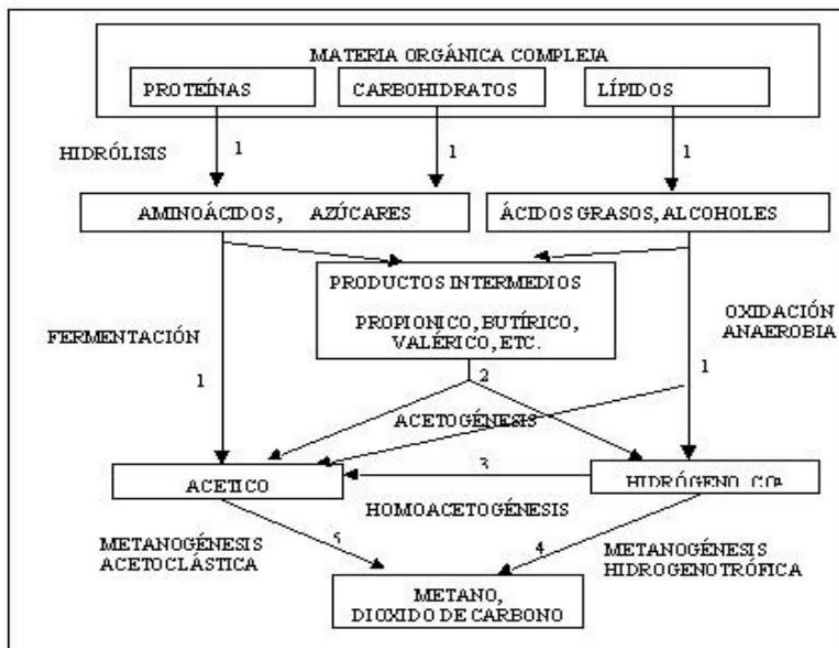 MATERIA ORGÁNICA COMPLEJA
PROTEÍNAS
CARBOHIDRATOS
LÍPIDOS
HIDRÓLISIS
1
1
1
AMINOÁCIDOS, AZÚCARES
ÁCIDOS GRASOS, ALCOHOLES
PRODUCTOS INTERMEDIOS
PROPIONICO, BUTÍRICO,
VALÉRICO, ETC.
FERMENTACIÓN
OXIDACIÓN
ANAEROBIA
1
2
1
ACETOGÉNESIS
ACETICO
3
HIDRÓGENO, CO₂
HOMOACETOGÉNESIS
METANOGÉNESIS
ACETOCLÁSTICA
5
4
METANOGÉNESIS
HIDROGENOTRÓFICA
METANO,
DIOXIDO DE CARBONO